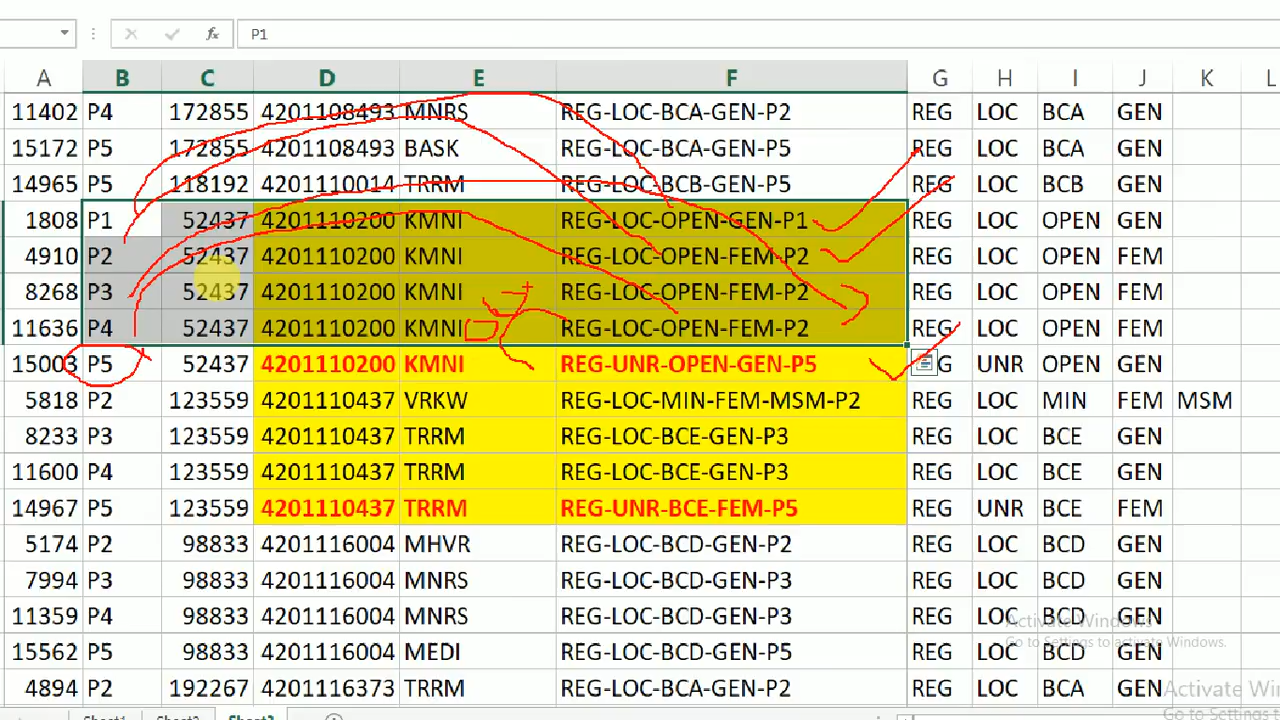 P1
A B C D E F G H I J K L
11402 P4 172855 4201108493 MNRS REG-LOC-BCA-GEN-P2 REG LOC BCA GEN
15172 P5 172855 4201108493 BASK REG-LOC-BCA-GEN-P5 REG LOC BCA GEN
14965 P5 118192 4201110014 TRRM REG-LOC-BCB-GEN-P5 REG LOC BCB GEN
1808 P1 52437 4201110200 KMNI REG-LOC-OPEN-GEN-P1 REG LOC OPEN GEN
4910 P2 52437 4201110200 KMNI REG-LOC-OPEN-FEM-P2 REG LOC OPEN FEM
8268 P3 52437 4201110200 KMNI REG-LOC-OPEN-FEM-P2 REG LOC OPEN FEM
11636 P4 52437 4201110200 KMNI REG-LOC-OPEN-FEM-P2 REG LOC OPEN FEM
15003 P5 52437 4201110200 KMNI REG-UNR-OPEN-GEN-P5 G UNR OPEN GEN
5818 P2 123559 4201110437 VRKW REG-LOC-MIN-FEM-MSM-P2 REG LOC MIN FEM MSM
8233 P3 123559 4201110437 TRRM REG-LOC-BCE-GEN-P3 REG LOC BCE GEN
11600 P4 123559 4201110437 TRRM REG-LOC-BCE-GEN-P3 REG LOC BCE GEN
14967 P5 123559 4201110437 TRRM REG-UNR-BCE-FEM-P5 REG UNR BCE FEM
5174 P2 98833 4201116004 MHVR REG-LOC-BCD-GEN-P2 REG LOC BCD GEN
7994 P3 98833 4201116004 MNRS REG-LOC-BCD-GEN-P3 REG LOC BCD GEN
11359 P4 98833 4201116004 MNRS REG-LOC-BCD-GEN-P3 REG LOC BCD GEN
Activate Windows
Go to Settings to activate Windows.
15562 P5 98833 4201116004 MEDI REG-LOC-BCD-GEN-P5 REG LOC BCD GEN
4894 P2 192267 4201116373 TRRM REG-LOC-BCA-GEN-P2 REG LOC BCA GEN
Activate Win
Go to Settings